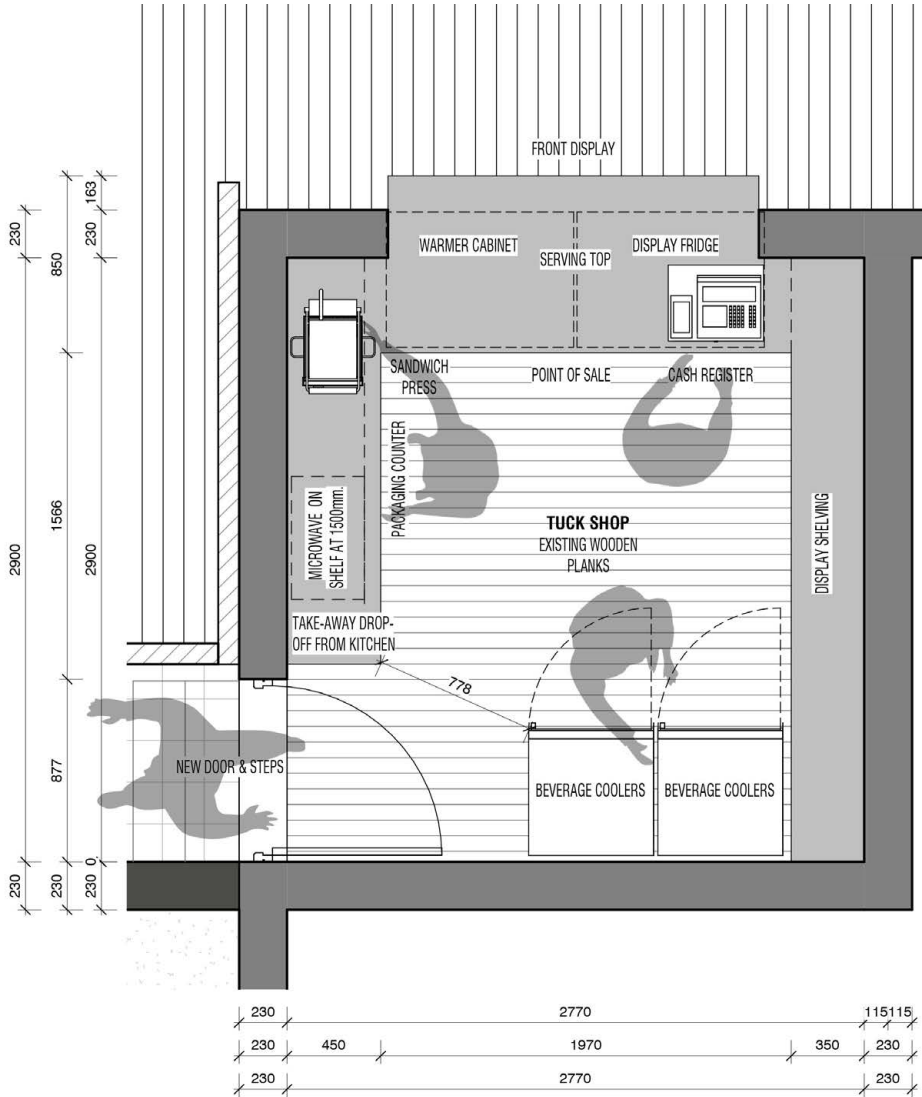 FRONT DISPLAY
WARMER CABINET
SERVING TOP
DISPLAY FRIDGE
SANDWICH
PRESS
POINT OF SALE
CASH REGISTER
PACKAGING COUNTER
MICROWAVE ON
SHELF AT 1500mm.
TUCK SHOP
EXISTING WOODEN
PLANKS
DISPLAY SHELVING
TAKE-AWAY DROP-
OFF FROM KITCHEN
778
NEW DOOR & STEPS
BEVERAGE COOLERS
BEVERAGE COOLERS
230
2900
230
850
1566
877
230
163
230
2900
0
230
230
2770
115
115
230
450
1970
350
230
230
2770
230